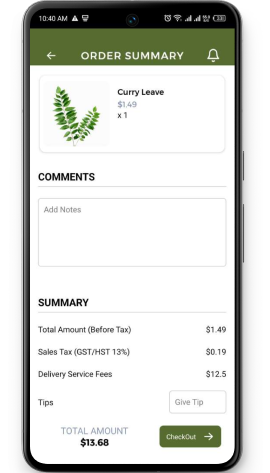 10:40 AM
ORDER SUMMARY
Curry Leave
$1.49
x 1
COMMENTS
Add Notes
SUMMARY
Total Amount (Before Tax) $1.49
Sales Tax (GST/HST 13%) $0.19
Delivery Service Fees $12.5
Tips Give Tip
TOTAL AMOUNT
$13.68
CheckOut